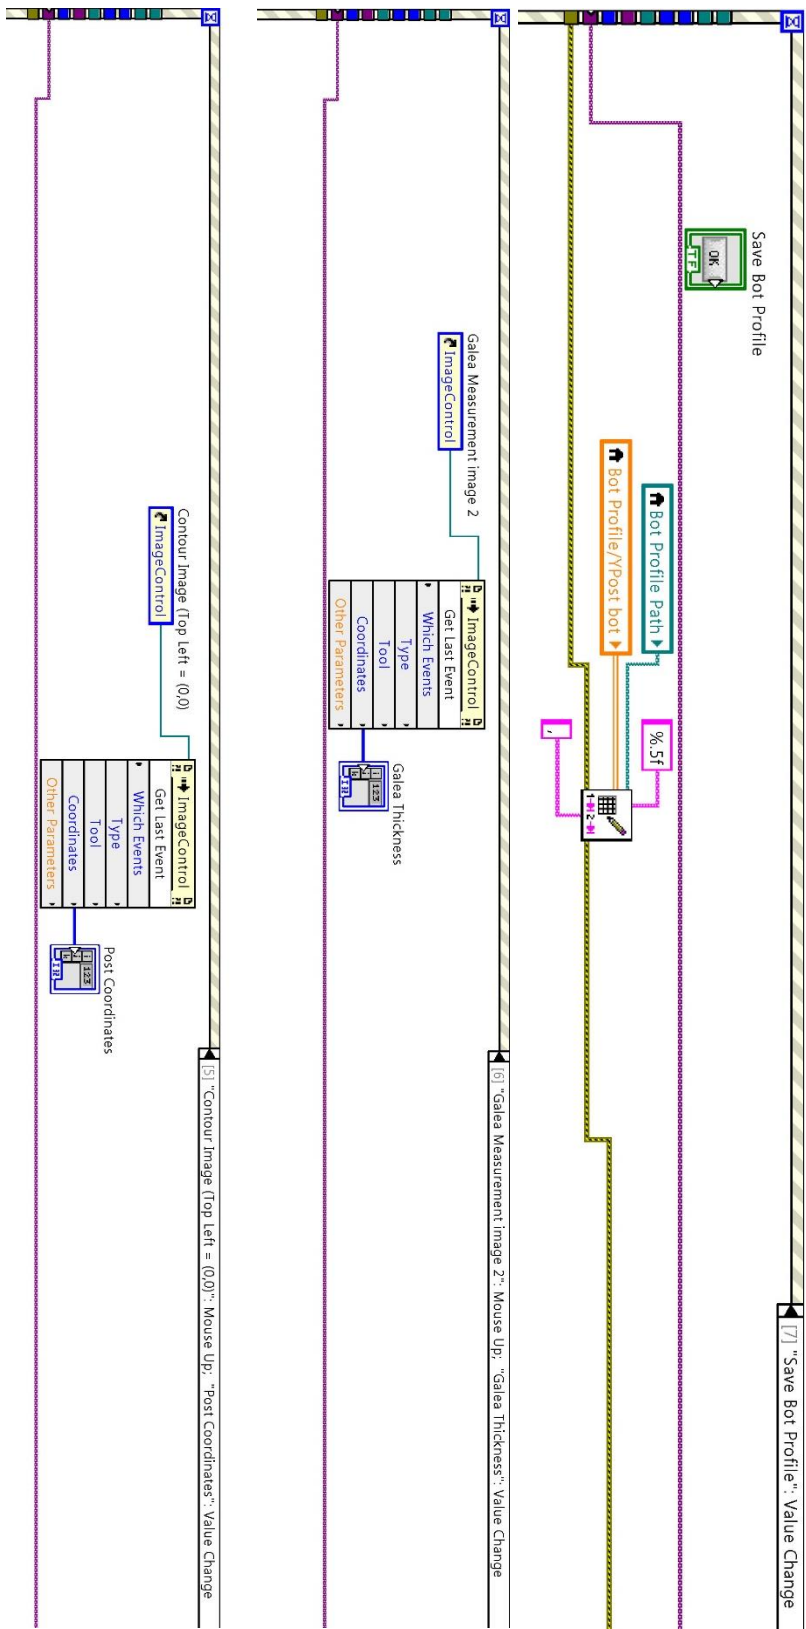 [7] "Save Bot Profile": Value Change
Save Bot Profile
OK
TF
Bot Profile Path
Bot Profile/YPost bot
%.5f
,
[6] "Galea Measurement image 2": Mouse Up;  "Galea Thickness": Value Change
Galea Measurement image 2
ImageControl
ImageControl
Get Last Event
Which Events
Type
Tool
Coordinates
Other Parameters
Galea Thickness
123
I32
[5] "Contour Image (Top Left = (0,0)": Mouse Up;  "Post Coordinates": Value Change
Contour Image (Top Left = (0,0)
ImageControl
ImageControl
Get Last Event
Which Events
Type
Tool
Coordinates
Other Parameters
Post Coordinates
123
I32